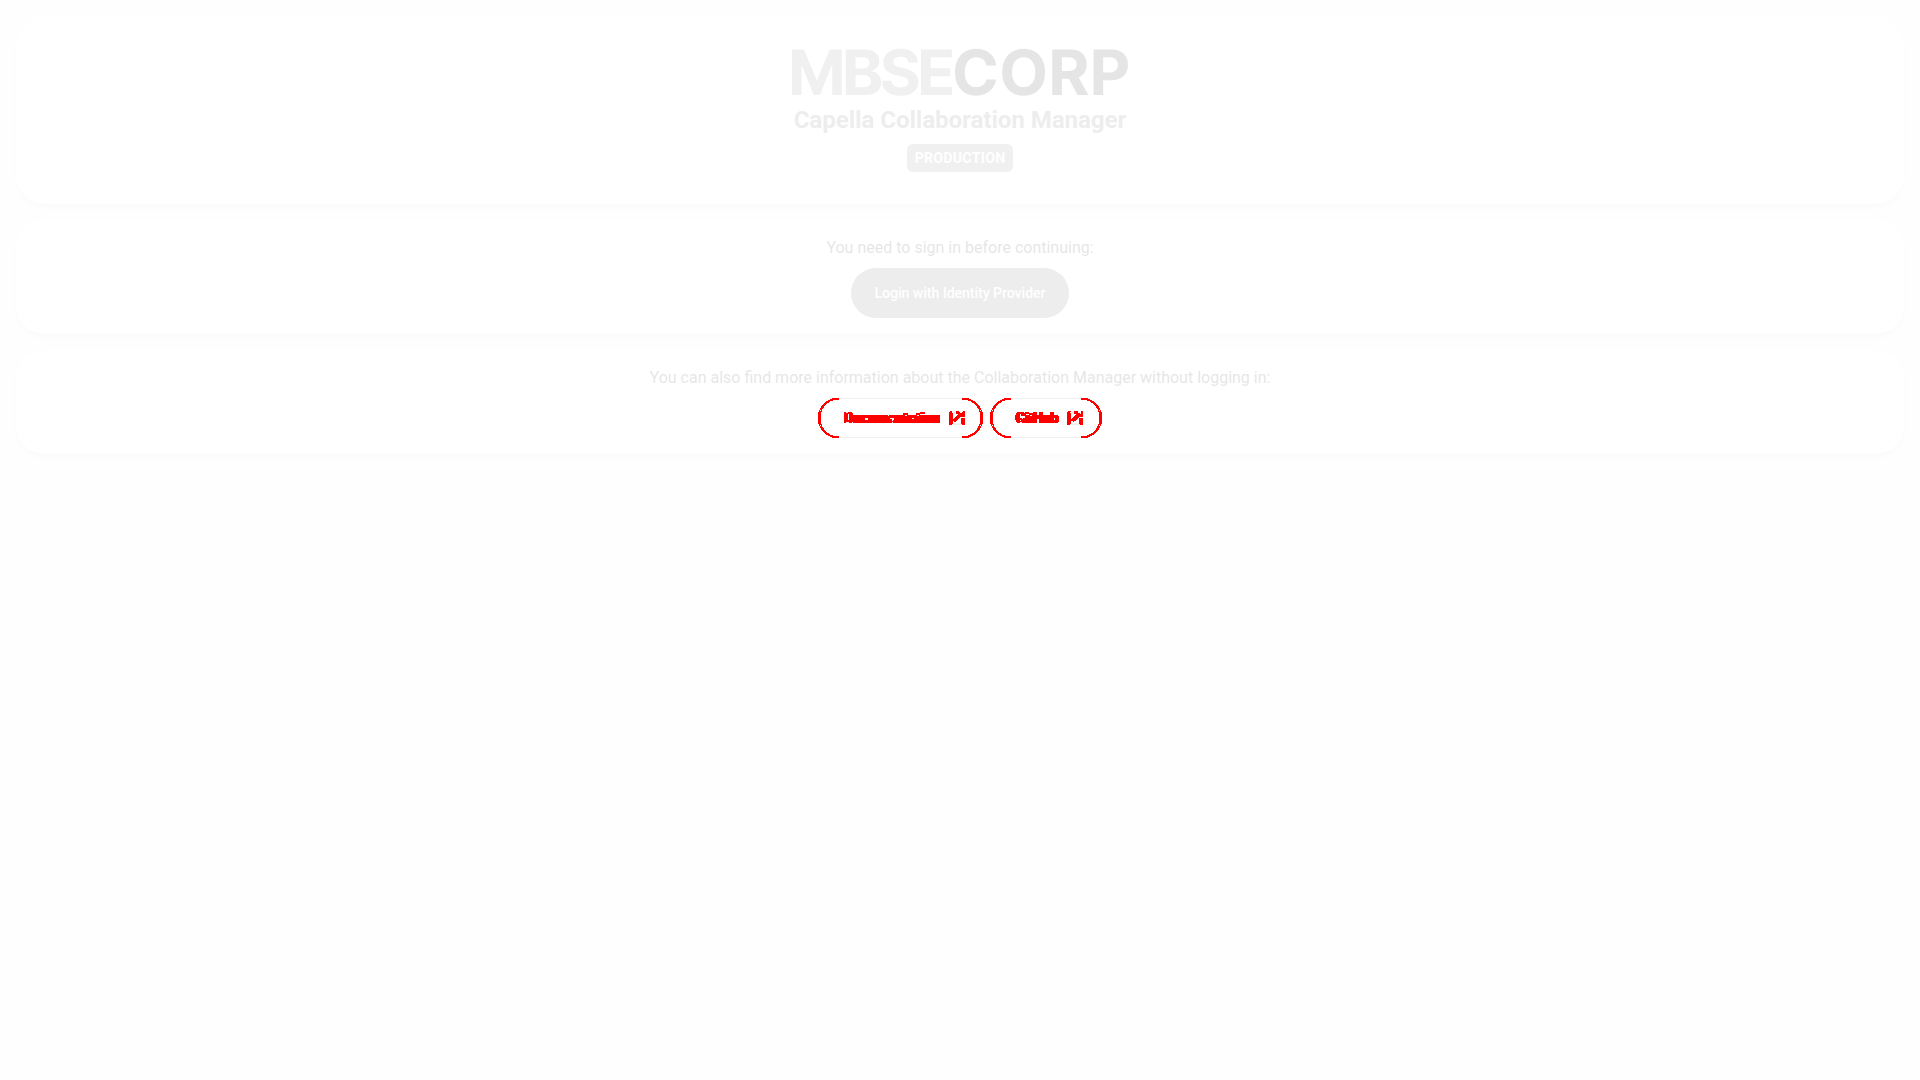 MBSECORP
Capella Collaboration Manager
PRODUCTION
You need to sign in before continuing:
Login with Identity Provider
You can also find more information about the Collaboration Manager without logging in:
Documentation GitHub